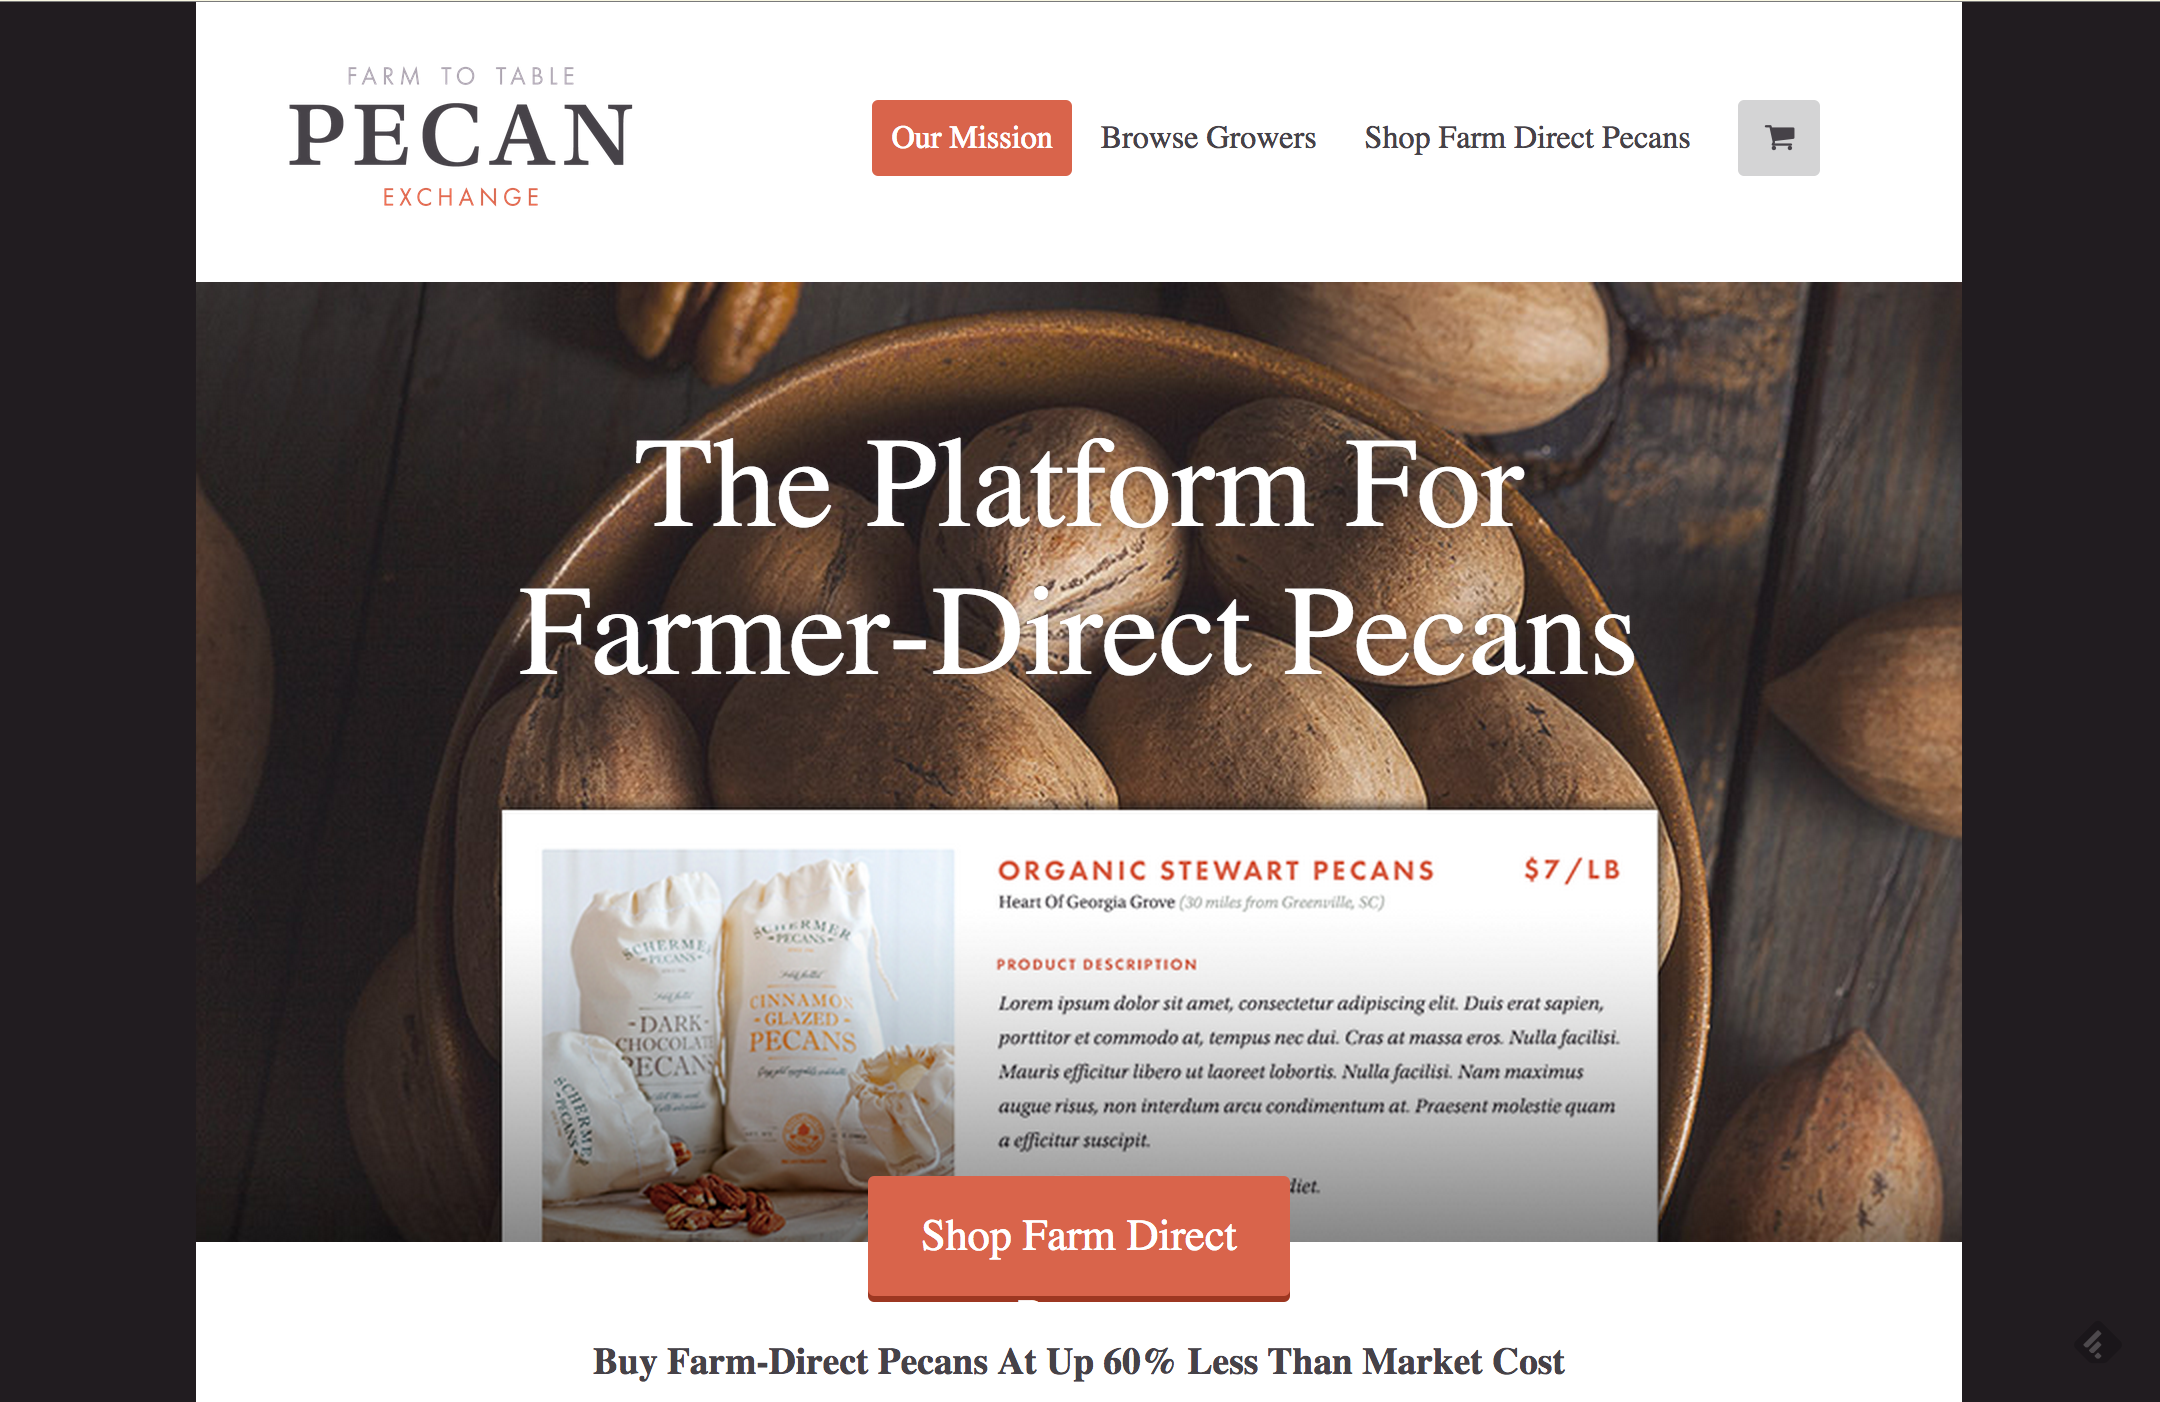 FARM TO TABLE
PECAN
EXCHANGE
Our Mission
Browse Growers
Shop Farm Direct Pecans
The Platform For
Farmer-Direct Pecans
ORGANIC STEWART PECANS
$7/LB
Heart Of Georgia Grove (30 miles from Greenville, SC)
PRODUCT DESCRIPTION
Lorem ipsum dolor sit amet, consectetur adipiscing elit. Duis erat sapien,
porttitor et commodo at, tempus nec dui. Cras at massa eros. Nulla facilisi.
Mauris efficitur libero ut laoreet lobortis. Nulla facilisi. Nam maximus
augue risus, non interdum arcu condimentum at. Praesent molestie quam
a efficitur suscipit.
diet.
SCHERMER
PECANS
-DARK-
CHOCOLATE
PECANS
SCHERMER
-PECANS-
CINNAMON
-GLAZED-
PECANS
SCHERMER
-PECANS-
Shop Farm Direct
Buy Farm-Direct Pecans At Up 60% Less Than Market Cost